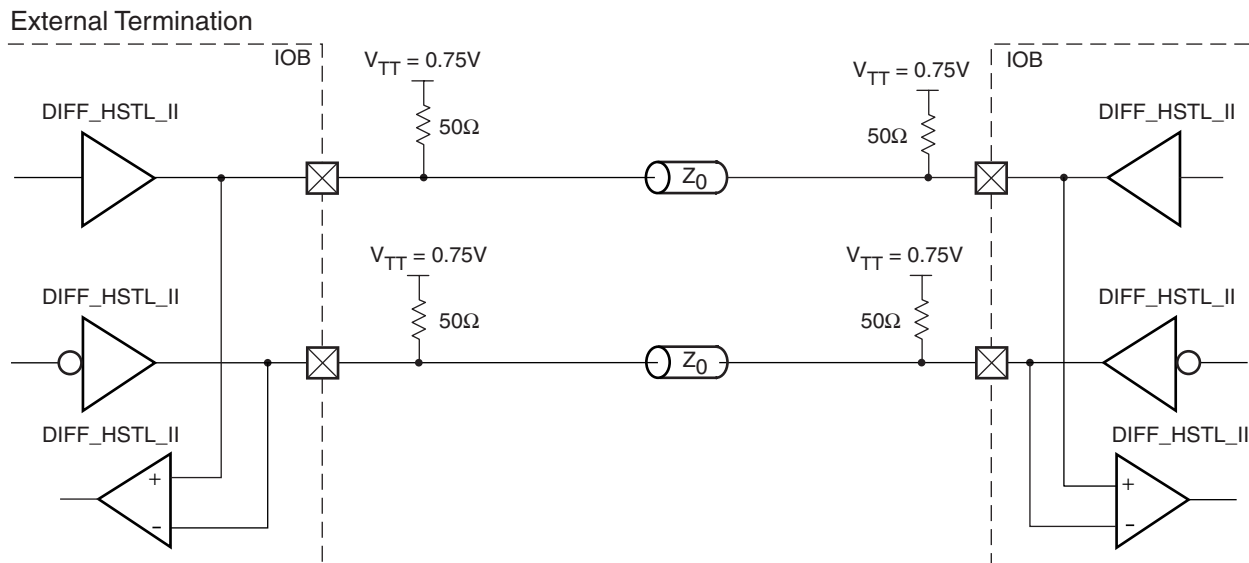 External Termination
IOB
IOB
V_TT = 0.75V
V_TT = 0.75V
DIFF_HSTL_II
DIFF_HSTL_II
50Ω
50Ω
Z_0
V_TT = 0.75V
V_TT = 0.75V
DIFF_HSTL_II
DIFF_HSTL_II
50Ω
50Ω
Z_0
DIFF_HSTL_II
DIFF_HSTL_II
+
–
+
–